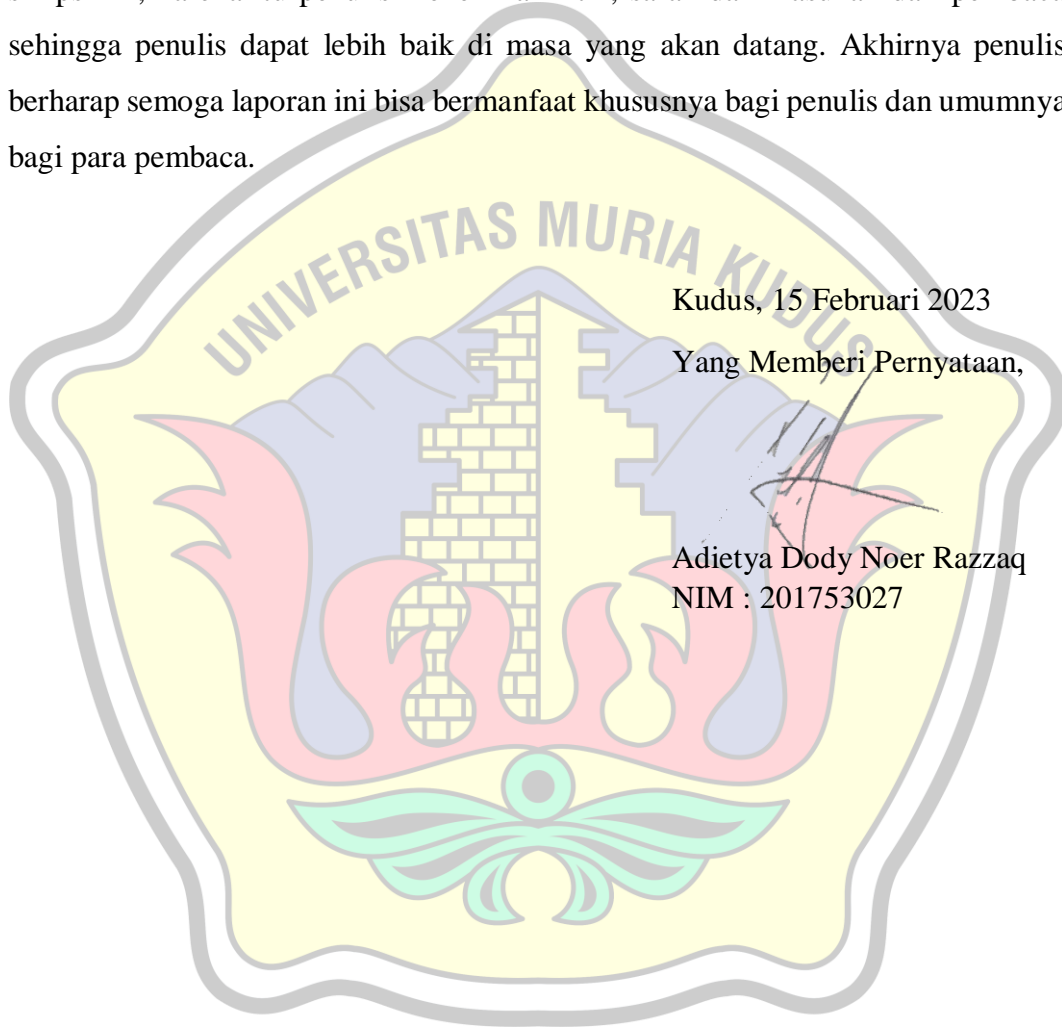 sehingga penulis dapat lebih baik di masa yang akan datang. Akhirnya penulis
berharap semoga laporan ini bisa bermanfaat khususnya bagi penulis dan umumnya
bagi para pembaca.
UNIVERSITAS MURIA KUDUS
Kudus, 15 Februari 2023
Yang Memberi Pernyataan,
Adietya Dody Noer Razzaq
NIM : 201753027